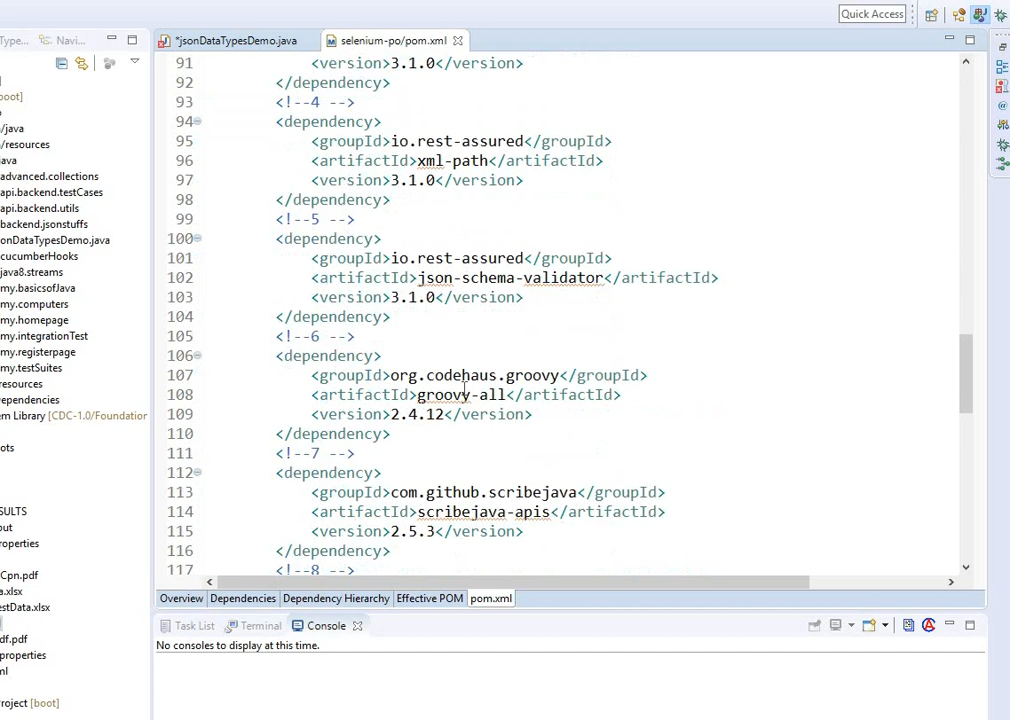 Quick Access
Type...
Navi...
*jsonDataTypesDemo.java
selenium-po/pom.xml
boot]
/java
/resources
java
advanced.collections
api.backend.testCases
api.backend.utils
backend.jsonstuffs
onDataTypesDemo.java
cucumberHooks
java8.streams
my.basicsofJava
my.computers
my.homepage
my.integrationTest
my.registerpage
my.testSuites
esources
ependencies
em Library [CDC-1.0/Foundation
ots
SULTS
put
properties
Cpn.pdf
a.xlsx
estData.xlsx
df.pdf
properties
ml
roject [boot]
91 <version>3.1.0</version>
92 </dependency>
93 <!--4 -->
94 <dependency>
95 <groupId>io.rest-assured</groupId>
96 <artifactId>xml-path</artifactId>
97 <version>3.1.0</version>
98 </dependency>
99 <!--5 -->
100 <dependency>
101 <groupId>io.rest-assured</groupId>
102 <artifactId>json-schema-validator</artifactId>
103 <version>3.1.0</version>
104 </dependency>
105 <!--6 -->
106 <dependency>
107 <groupId>org.codehaus.groovy</groupId>
108 <artifactId>groovy-all</artifactId>
109 <version>2.4.12</version>
110 </dependency>
111 <!--7 -->
112 <dependency>
113 <groupId>com.github.scribejava</groupId>
114 <artifactId>scribejava-apis</artifactId>
115 <version>2.5.3</version>
116 </dependency>
117 <!--8 -->
Overview Dependencies Dependency Hierarchy Effective POM pom.xml
Task List Terminal Console
No consoles to display at this time.